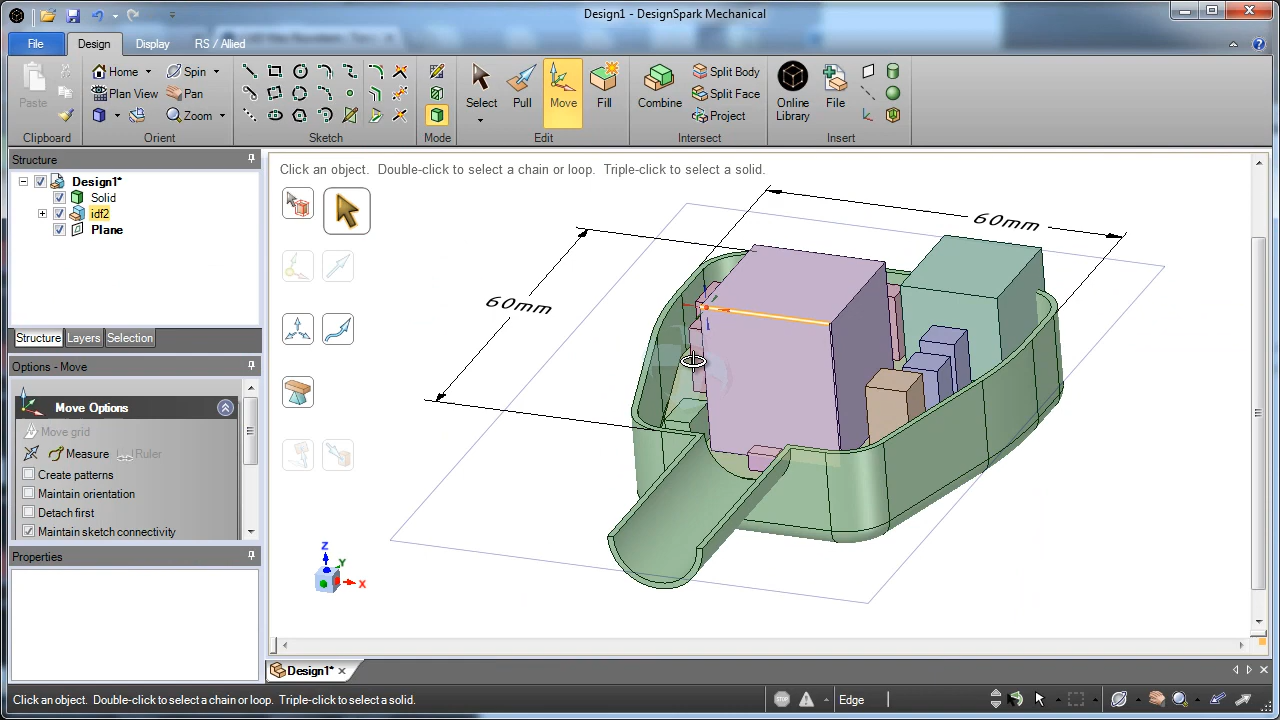 Design1 - DesignSpark Mechanical
File Design Display RS / Allied
Paste
Home Spin
Plan View Pan
Zoom
Select Pull Move Fill
Combine
Split Body
Split Face
Project
Online Library
File
Clipboard Orient Sketch Mode Edit Intersect Insert
Structure
Design1*
Solid
idf2
Plane
Structure Layers Selection
Options - Move
Move Options
Move grid
Measure Ruler
Create patterns
Maintain orientation
Detach first
Maintain sketch connectivity
Properties
Click an object. Double-click to select a chain or loop. Triple-click to select a solid.
60mm
60mm
Z
Y
X
Design1*
Click an object. Double-click to select a chain or loop. Triple-click to select a solid.
Edge